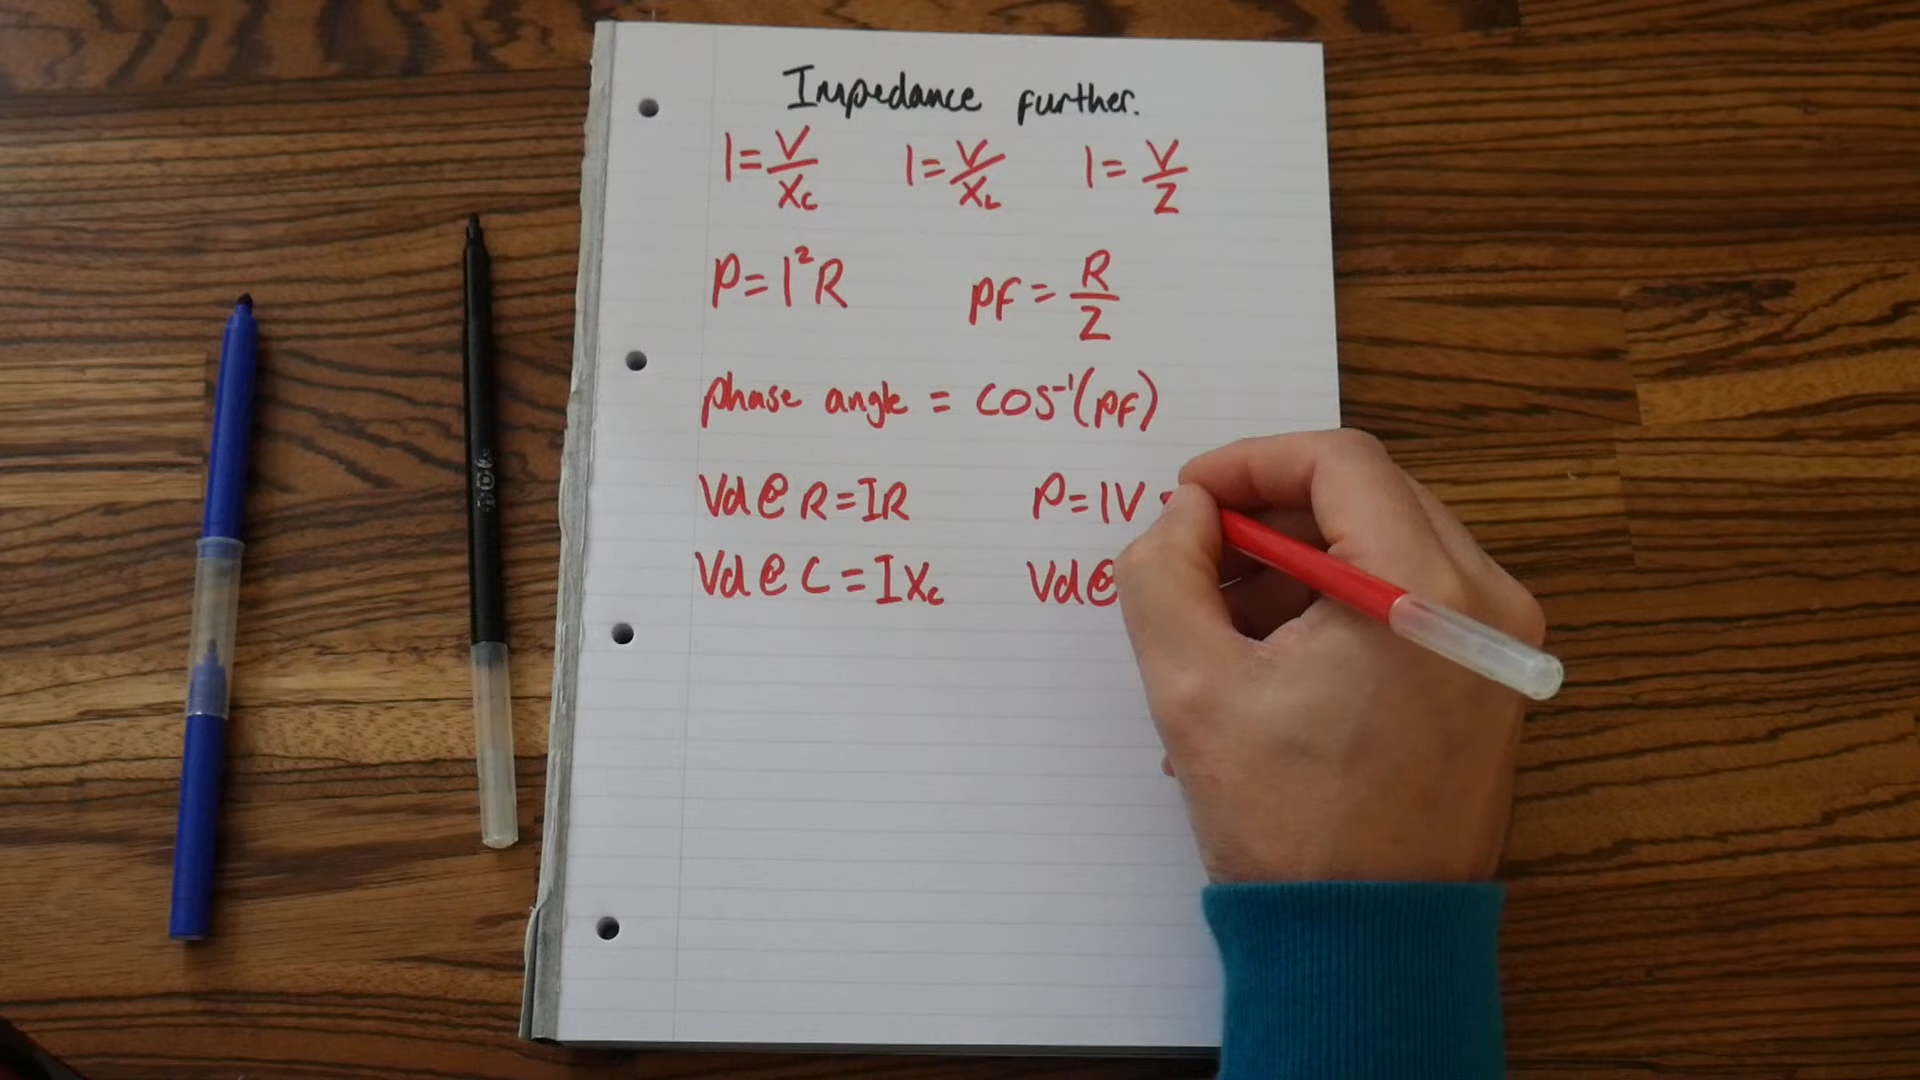 Impedance further.
I = V/Xc I = V/XL I = V/Z
P = I²R pf = R/Z
phase angle = cos⁻¹(pf)
Vd @ R = IR P = IV
Vd @ C = IXc Vd @